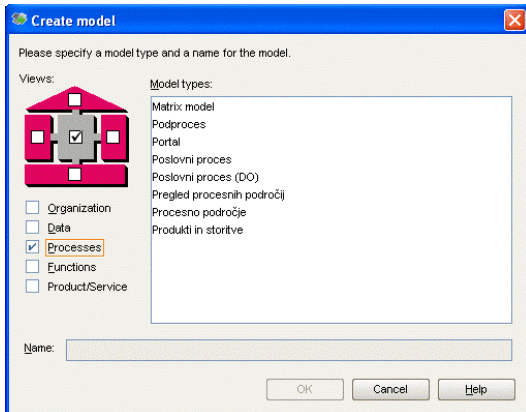 Create model
Please specify a model type and a name for the model.
Views:
Model types:
Matrix model
Podproces
Portal
Poslovni proces
Poslovni proces (DO)
Pregled procesnih področij
Procesno področje
Produkti in storitve
Organization
Data
Processes
Functions
Product/Service
Name:
OK Cancel Help